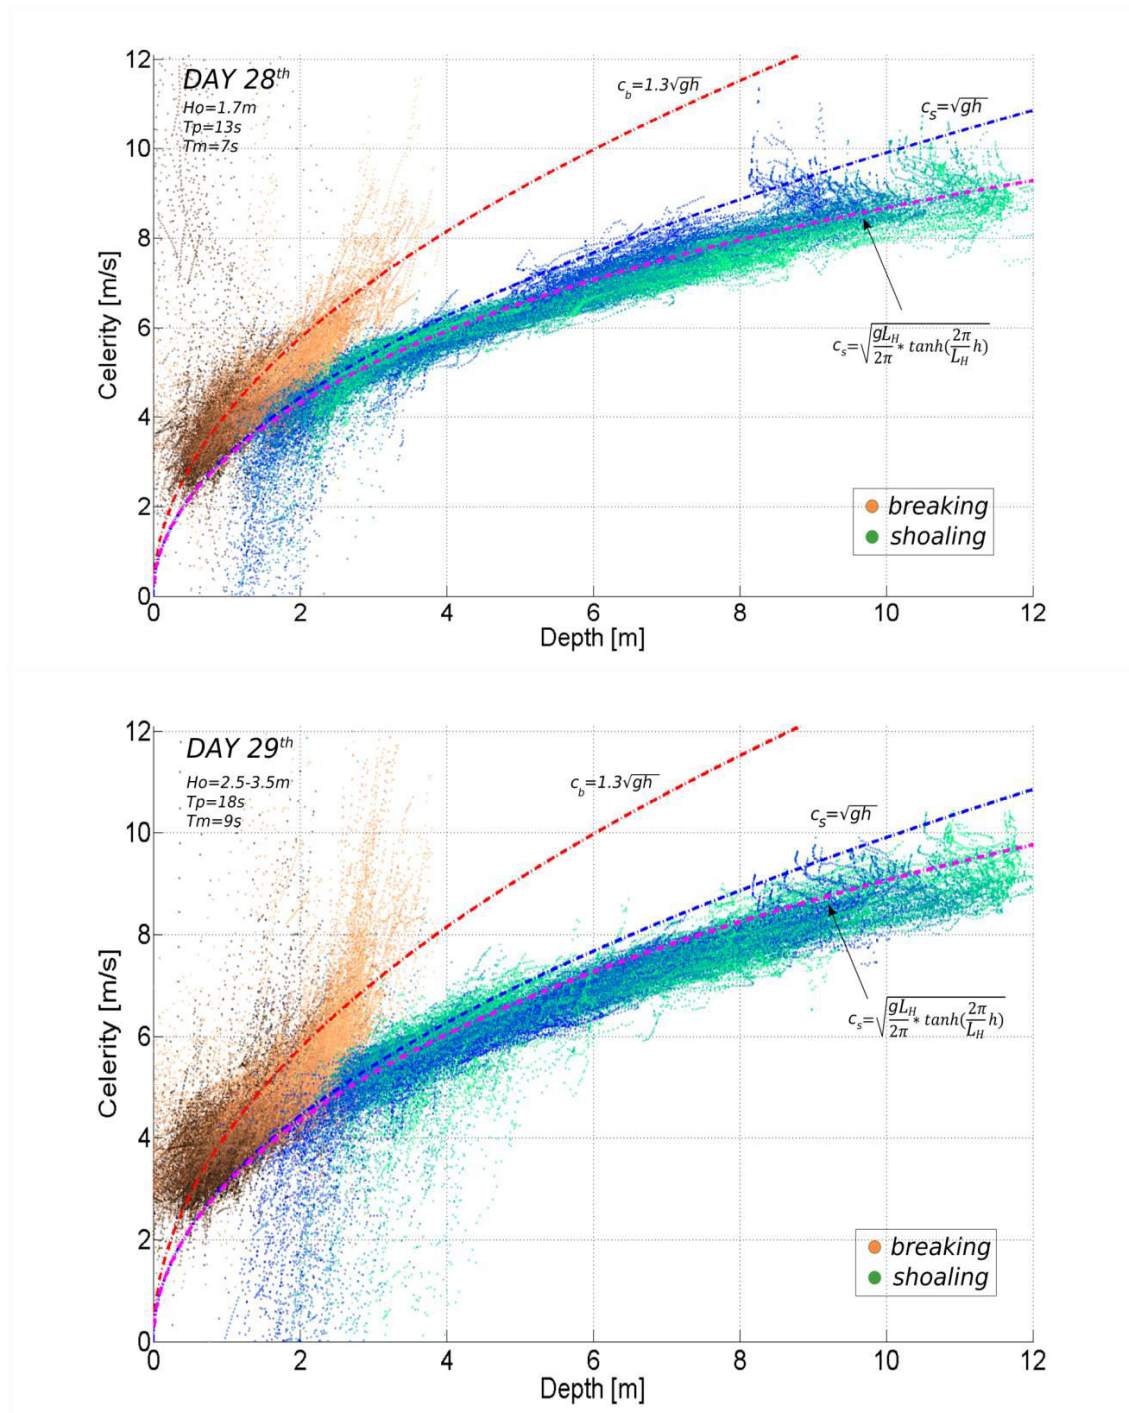 DAY 28th
Ho=1.7m
Tp=13s
Tm=7s
cb=1.3√gh
cs=√gh
cs=√gLH/2π * tanh(2π/LH h)
breaking
shoaling
Celerity [m/s]
12
10
8
6
4
2
0
0 2 4 6 8 10 12
Depth [m]
DAY 29th
Ho=2.5-3.5m
Tp=18s
Tm=9s
cb=1.3√gh
cs=√gh
cs=√gLH/2π * tanh(2π/LH h)
breaking
shoaling
Celerity [m/s]
12
10
8
6
4
2
0
0 2 4 6 8 10 12
Depth [m]